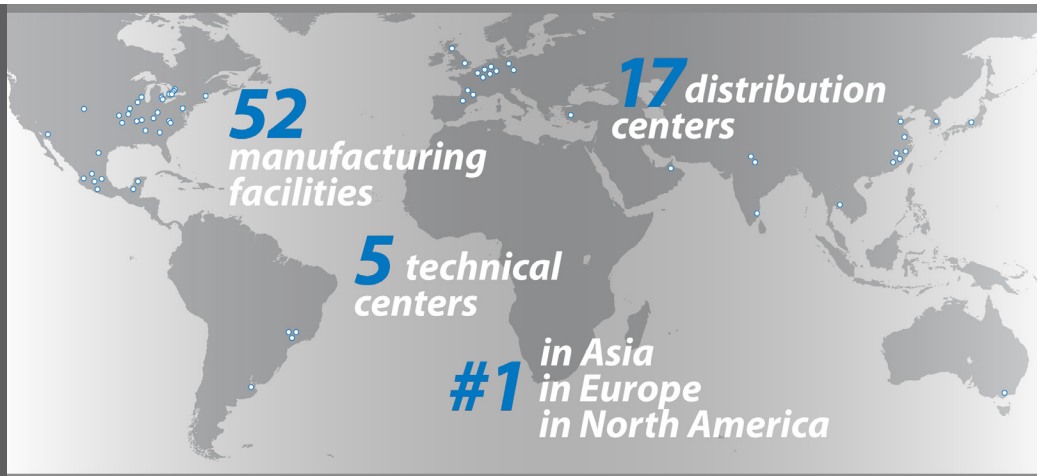 52
manufacturing
facilities
17 distribution
centers
5 technical
centers
#1
in Asia
in Europe
in North America